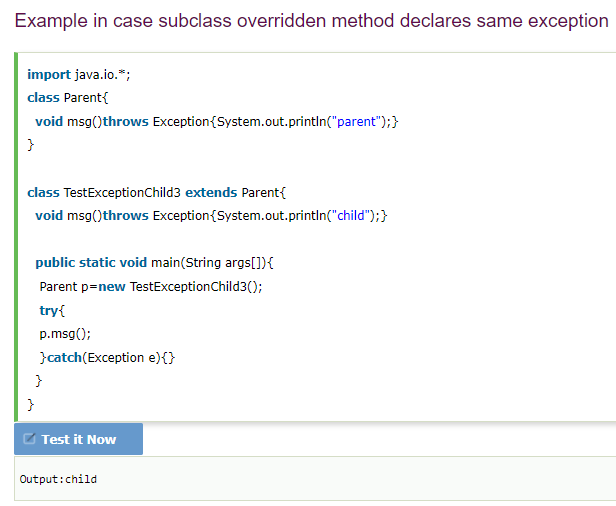 Example in case subclass overridden method declares same exception
import java.io.*;
class Parent{
void msg()throws Exception{System.out.println("parent");}
}
class TestExceptionChild3 extends Parent{
void msg()throws Exception{System.out.println("child");}
public static void main(String args[]){
Parent p=new TestExceptionChild3();
try{
p.msg();
}catch(Exception e){}
}
}
Test it Now
Output:child